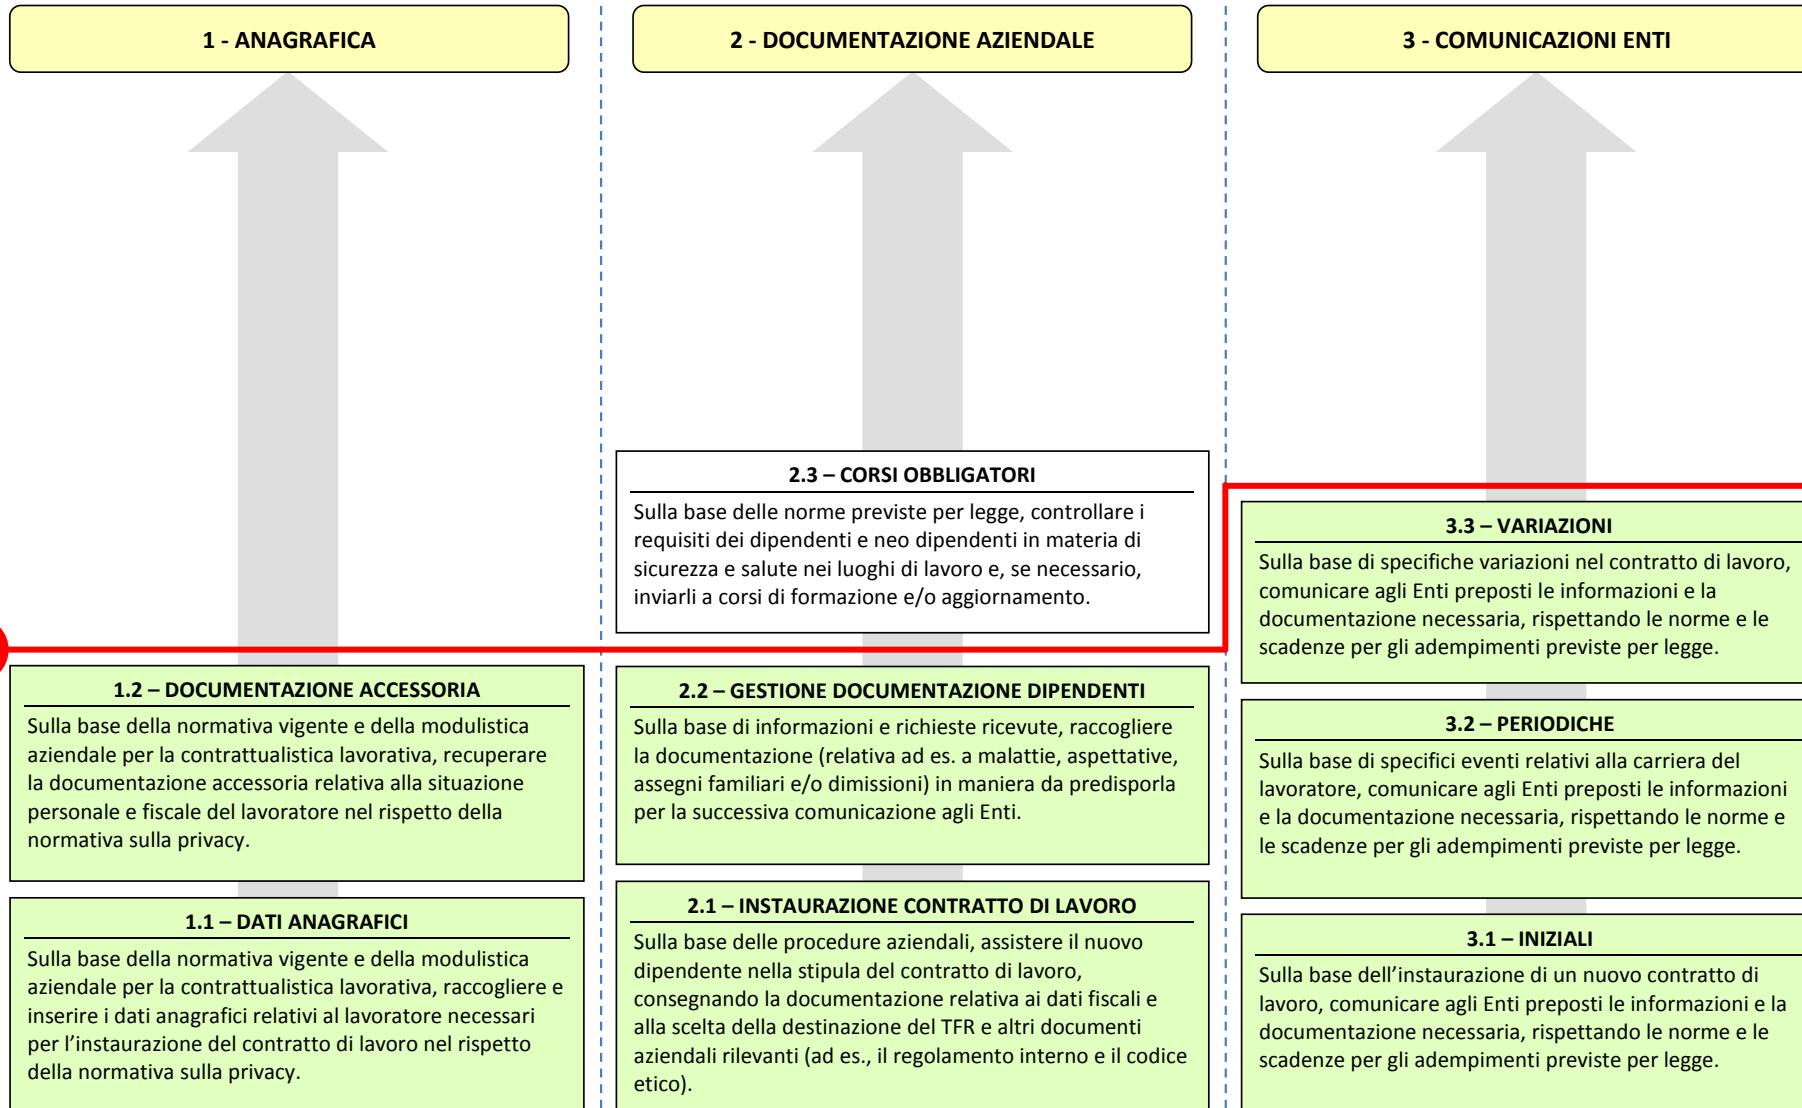 1 - ANAGRAFICA
2 - DOCUMENTAZIONE AZIENDALE
3 - COMUNICAZIONI ENTI
2.3 – CORSI OBBLIGATORI
Sulla base delle norme previste per legge, controllare i
requisiti dei dipendenti e neo dipendenti in materia di
sicurezza e salute nei luoghi di lavoro e, se necessario,
inviarli a corsi di formazione e/o aggiornamento.
3.3 – VARIAZIONI
Sulla base di specifiche variazioni nel contratto di lavoro,
comunicare agli Enti preposti le informazioni e la
documentazione necessaria, rispettando le norme e le
scadenze per gli adempimenti previste per legge.
1.2 – DOCUMENTAZIONE ACCESSORIA
Sulla base della normativa vigente e della modulistica
aziendale per la contrattualistica lavorativa, recuperare
la documentazione accessoria relativa alla situazione
personale e fiscale del lavoratore nel rispetto della
normativa sulla privacy.
2.2 – GESTIONE DOCUMENTAZIONE DIPENDENTI
Sulla base di informazioni e richieste ricevute, raccogliere
la documentazione (relativa ad es. a malattie, aspettative,
assegni familiari e/o dimissioni) in maniera da predisporla
per la successiva comunicazione agli Enti.
3.2 – PERIODICHE
Sulla base di specifici eventi relativi alla carriera del
lavoratore, comunicare agli Enti preposti le informazioni
e la documentazione necessaria, rispettando le norme e
le scadenze per gli adempimenti previste per legge.
1.1 – DATI ANAGRAFICI
Sulla base della normativa vigente e della modulistica
aziendale per la contrattualistica lavorativa, raccogliere e
inserire i dati anagrafici relativi al lavoratore necessari
per l’instaurazione del contratto di lavoro nel rispetto
della normativa sulla privacy.
2.1 – INSTAURAZIONE CONTRATTO DI LAVORO
Sulla base delle procedure aziendali, assistere il nuovo
dipendente nella stipula del contratto di lavoro,
consegnando la documentazione relativa ai dati fiscali e
alla scelta della destinazione del TFR e altri documenti
aziendali rilevanti (ad es., il regolamento interno e il codice
etico).
3.1 – INIZIALI
Sulla base dell’instaurazione di un nuovo contratto di
lavoro, comunicare agli Enti preposti le informazioni e la
documentazione necessaria, rispettando le norme e le
scadenze per gli adempimenti previste per legge.